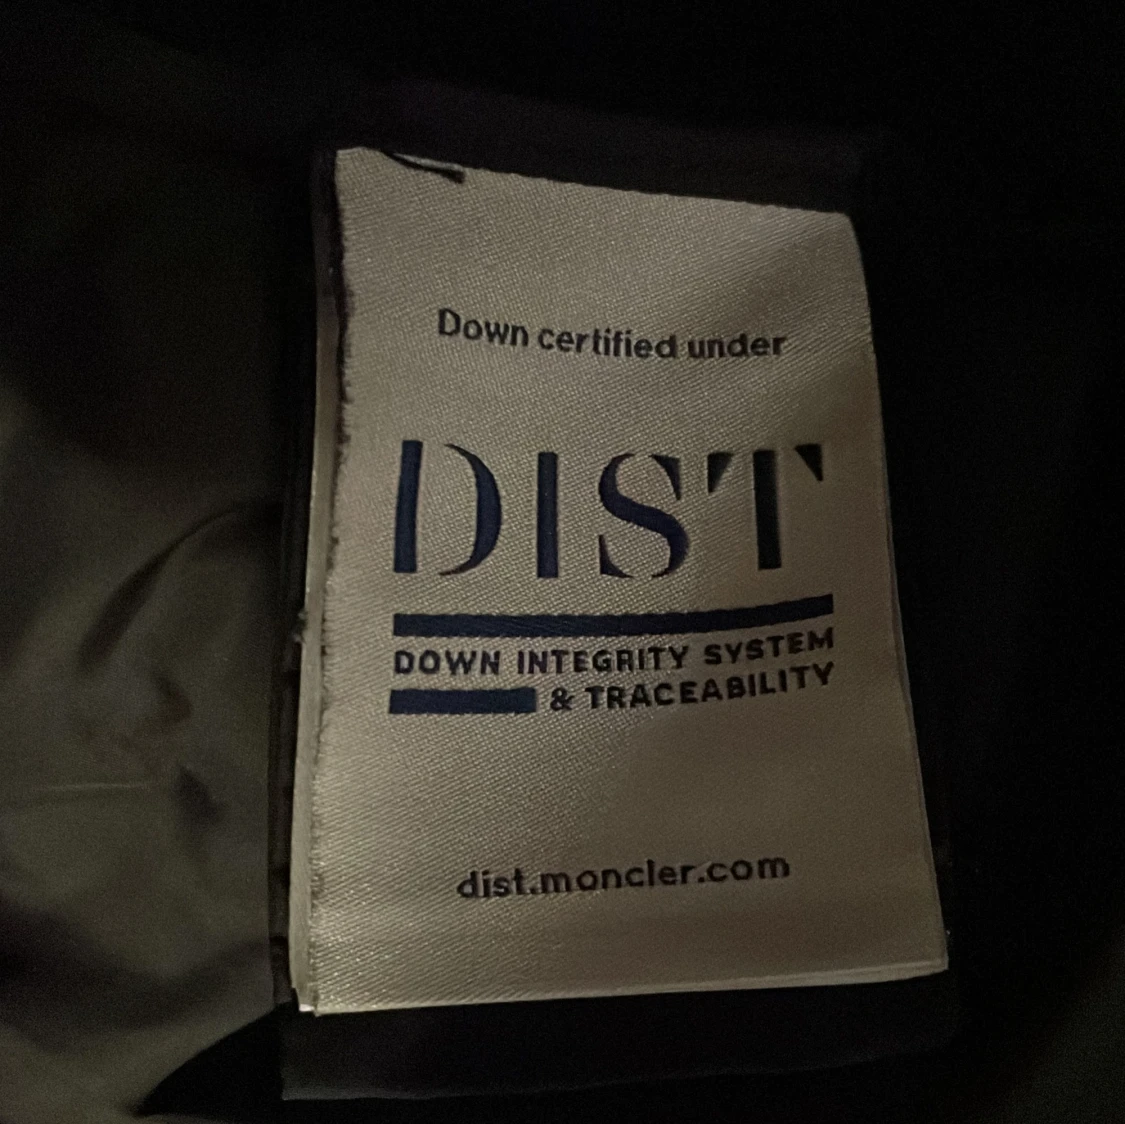 Down certified under
DIST
DOWN INTEGRITY SYSTEM
& TRACEABILITY
dist.moncler.com